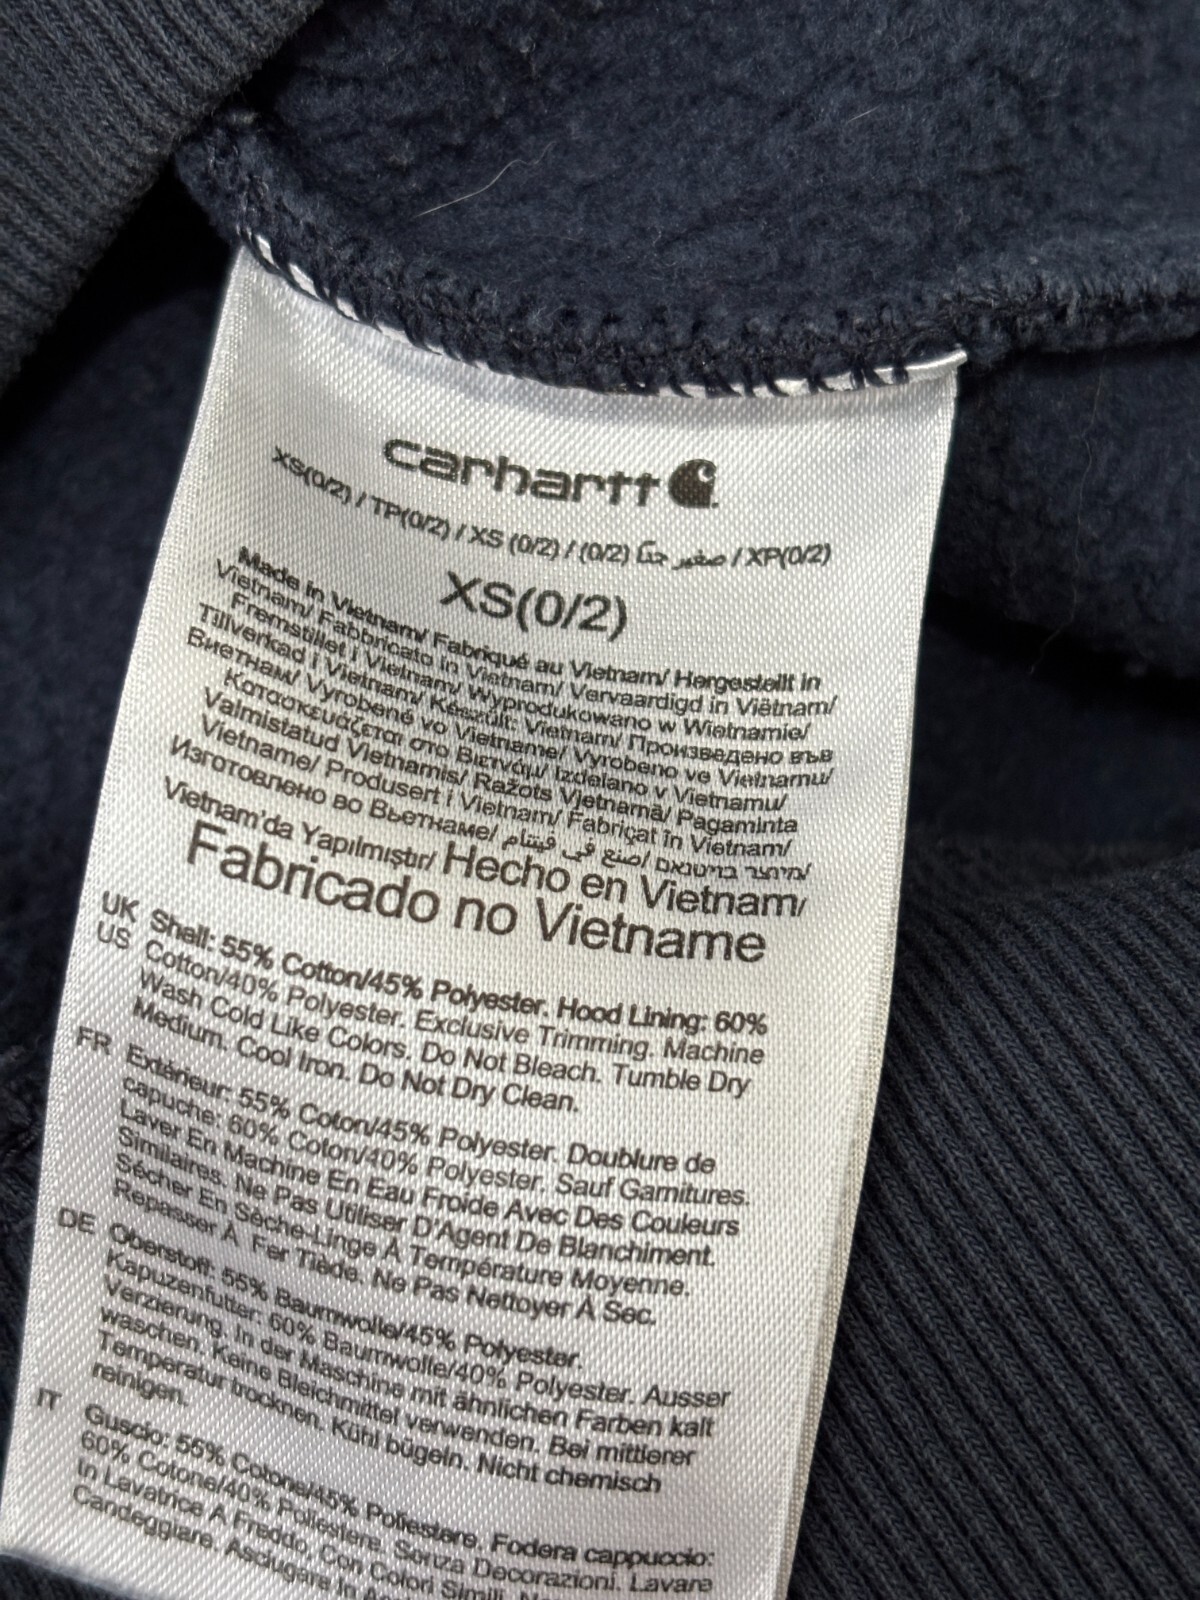 carhartt
XS(0/2) / TP(0/2) / XS (0/2) / (0/2) صغير جدًا / XP(0/2)
XS(0/2)
Made in Vietnam/ Fabriqué au Vietnam/ Hergestellt in
Vietnam/ Fabbricato in Vietnam/ Vervaardigd in Viëtnam/
Fremstillet i Vietnam/ Wyprodukowano w Wietnamie/
Tillverkad i Vietnam/ Készült: Vietnam/ Произведено във
Виетнам/ Vyrobené vo Vietname/ Vyrobeno ve Vietnamu/
Κατασκευάζεται στο Βιετνάμ/ Izdelano v Vietnamu/
Valmistatud Vietnamis/ Ražots Vjetnamā/ Pagaminta
Vietname/ Produsert i Vietnam/ Fabricat în Vietnam/
Изготовлено во Вьетнаме/ صنع في فيتنام/ מיוצר בוייטנאם/
Vietnam'da Yapılmıştır/ Hecho en Vietnam/
Fabricado no Vietname
UK Shell: 55% Cotton/45% Polyester. Hood Lining: 60%
US Cotton/40% Polyester. Exclusive Trimming. Machine
Wash Cold Like Colors. Do Not Bleach. Tumble Dry
Medium. Cool Iron. Do Not Dry Clean.
FR Extérieur: 55% Coton/45% Polyester. Doublure de
capuche: 60% Coton/40% Polyester. Sauf Garnitures.
Laver En Machine En Eau Froide Avec Des Couleurs
Similaires. Ne Pas Utiliser D'Agent De Blanchiment.
Sécher En Sèche-Linge À Température Moyenne.
Repasser À Fer Tiède. Ne Pas Nettoyer À Sec.
DE Oberstoff: 55% Baumwolle/45% Polyester.
Kapuzenfutter: 60% Baumwolle/40% Polyester. Ausser
Verzierung. In der Maschine mit ähnlichen Farben kalt
waschen. Keine Bleichmittel verwenden. Bei mittlerer
Temperatur trocknen. Kühl bügeln. Nicht chemisch
reinigen.
IT Guscio: 55% Cotone/45% Poliestere. Fodera cappuccio:
60% Cotone/40% Poliestere. Senza Decorazioni. Lavare
In Lavatrice A Freddo, Con Colori Simili.
Candeggiare. Asciugare In